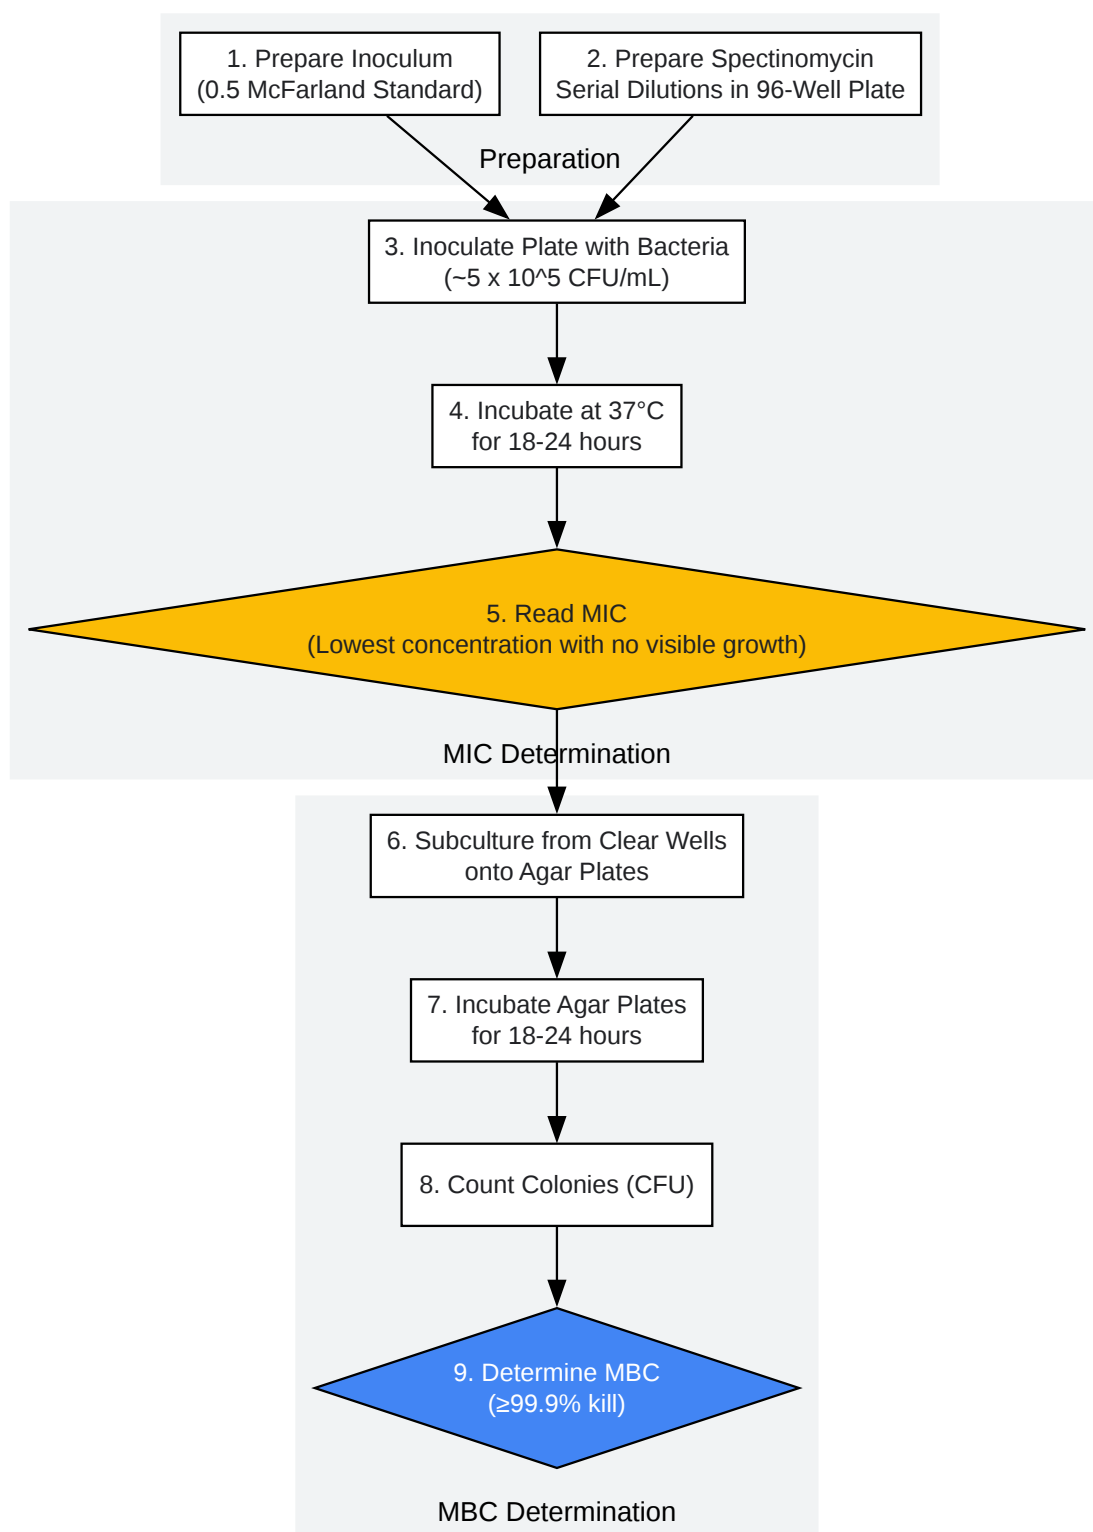 1. Prepare Inoculum
(0.5 McFarland Standard)
2. Prepare Spectinomycin
Serial Dilutions in 96-Well Plate
Preparation
3. Inoculate Plate with Bacteria
(~5 x 10^5 CFU/mL)
4. Incubate at 37°C
for 18-24 hours
5. Read MIC
(Lowest concentration with no visible growth)
MIC Determination
6. Subculture from Clear Wells
onto Agar Plates
7. Incubate Agar Plates
for 18-24 hours
8. Count Colonies (CFU)
9. Determine MBC
(≥99.9% kill)
MBC Determination